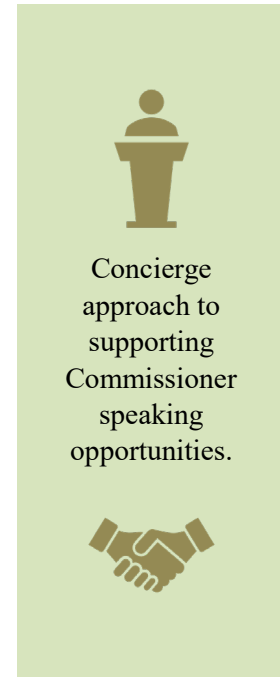 Concierge
approach to
supporting
Commissioner
speaking
opportunities.